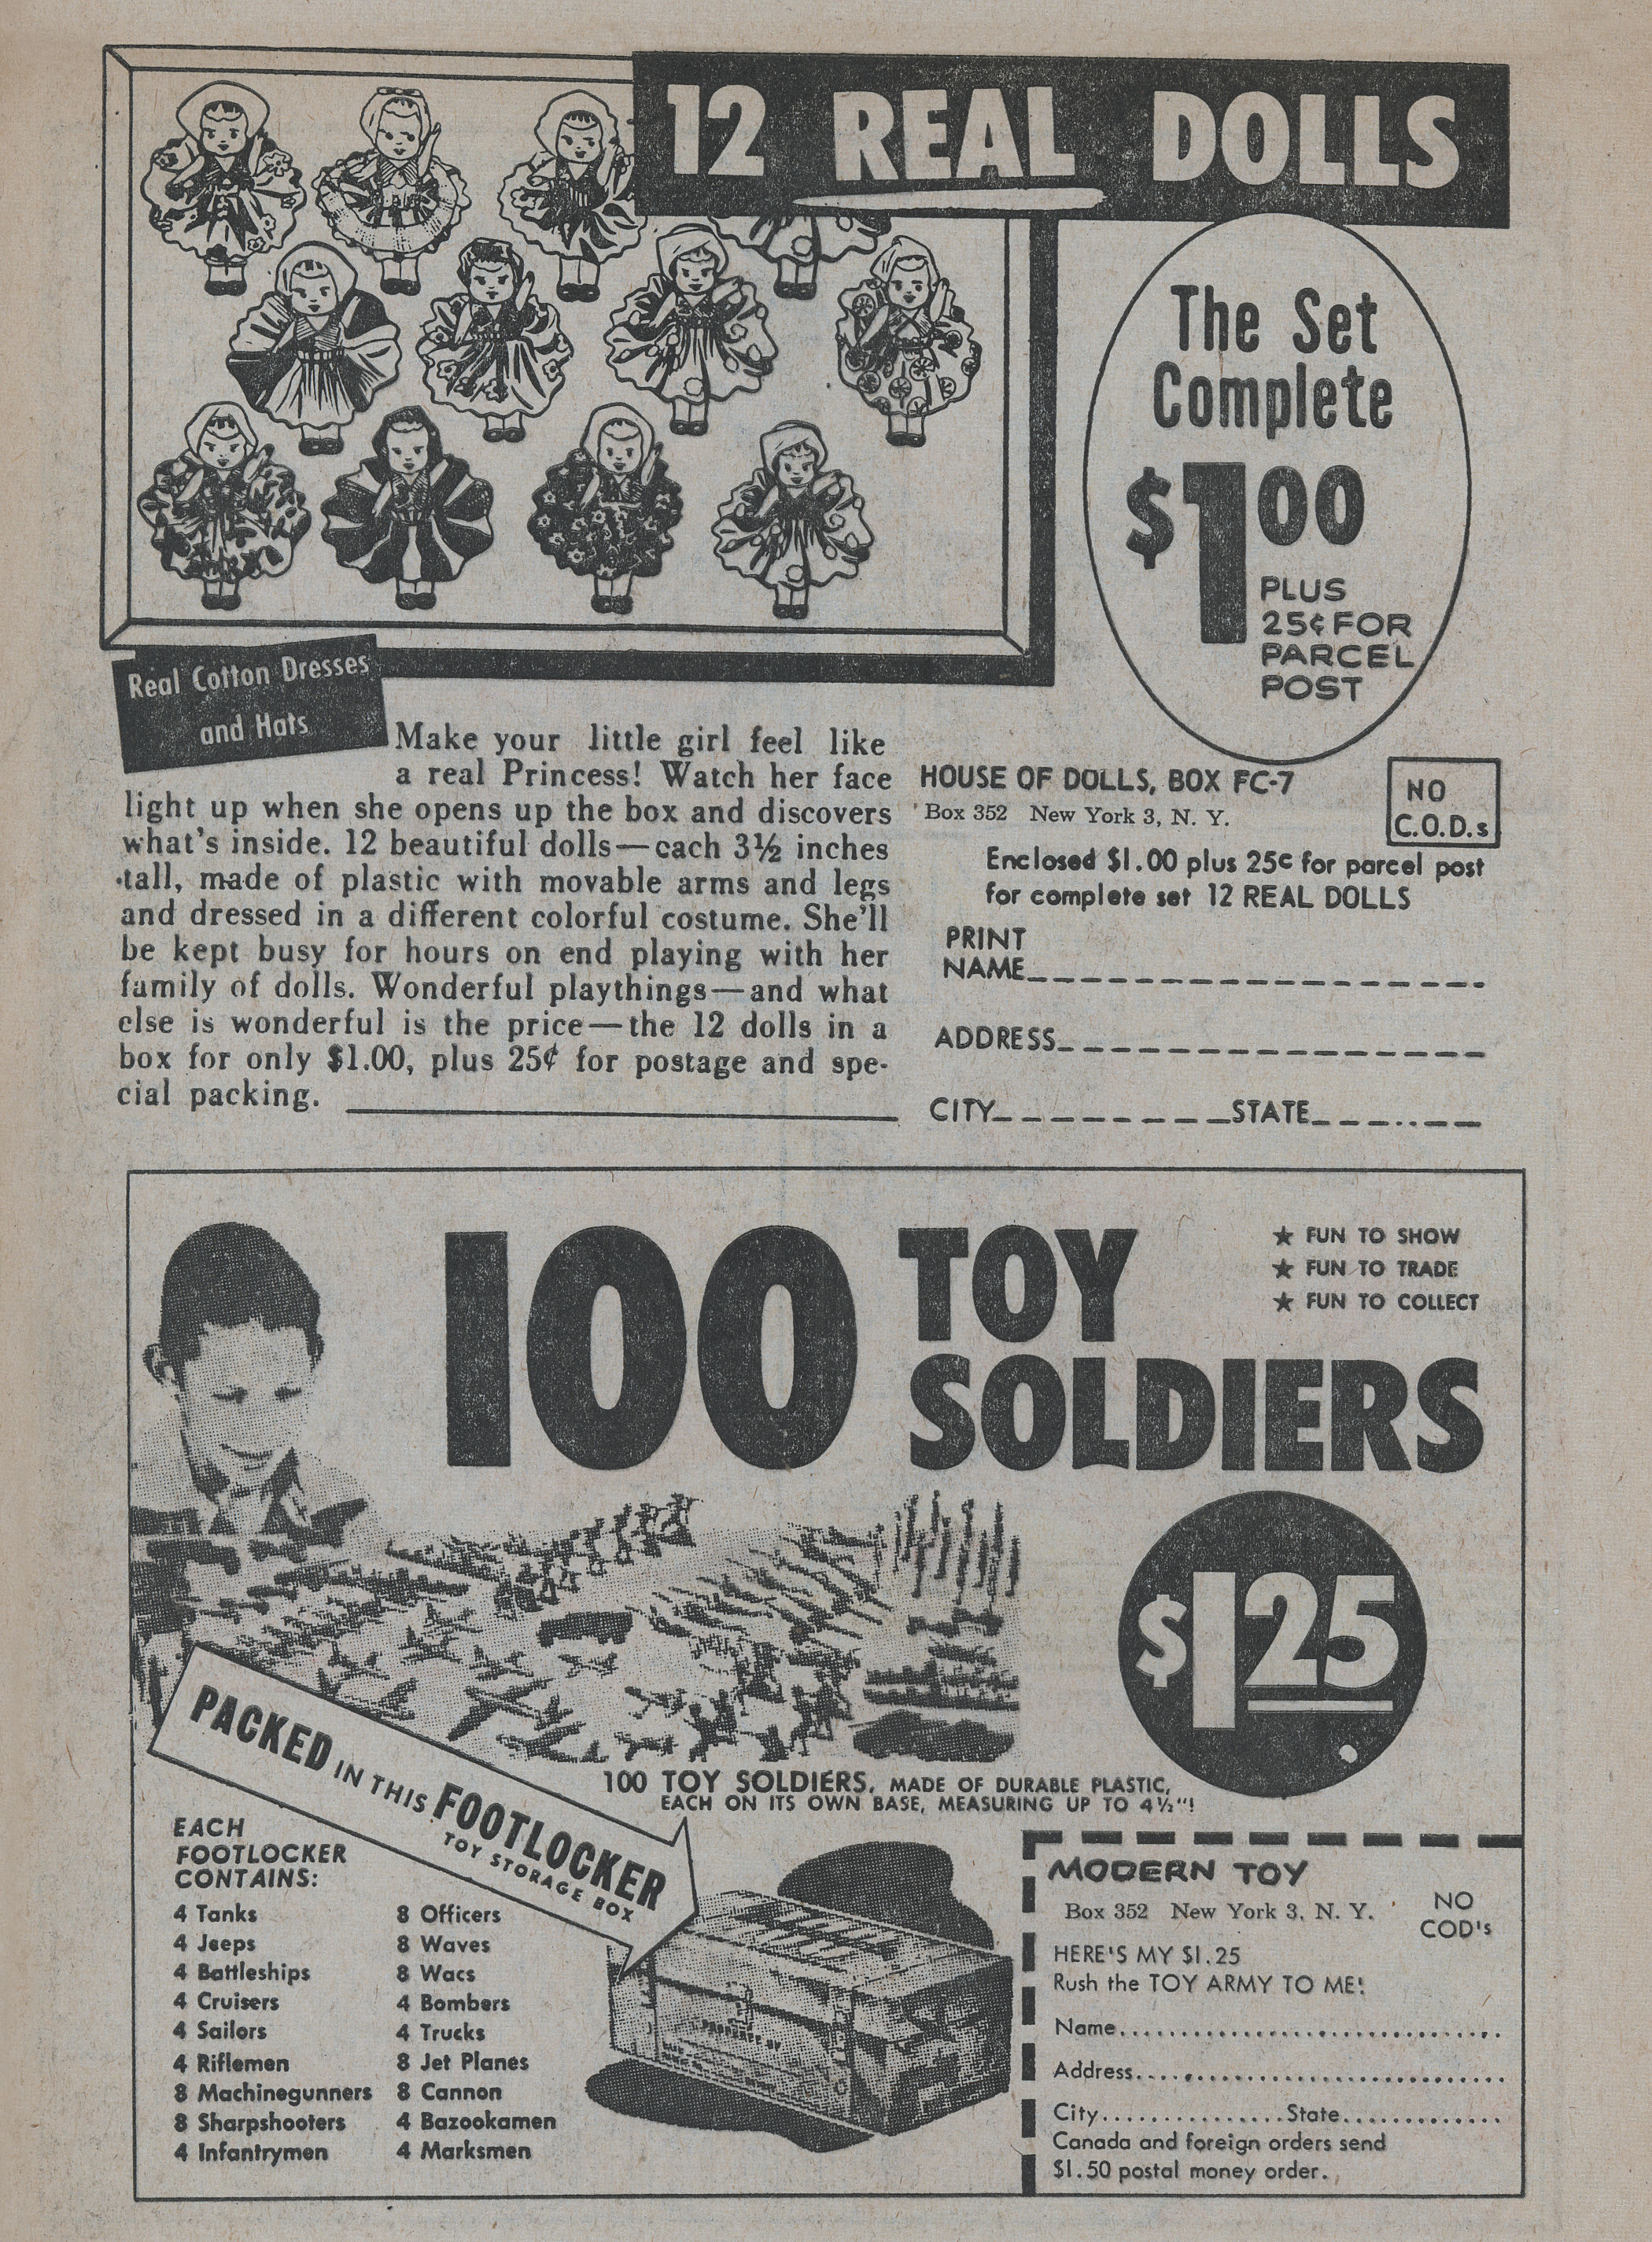 12 REAL DOLLS
The Set
Complete
$1.00
PLUS
25¢ FOR
PARCEL
POST
Real Cotton Dresses
and Hats
Make your little girl feel like
a real Princess! Watch her face
light up when she opens up the box and discovers
what's inside. 12 beautiful dolls—each 3½ inches
tall, made of plastic with movable arms and legs
and dressed in a different colorful costume. She'll
be kept busy for hours on end playing with her
family of dolls. Wonderful playthings—and what
else is wonderful is the price—the 12 dolls in a
box for only $1.00, plus 25¢ for postage and spe-
cial packing.
HOUSE OF DOLLS, BOX FC-7
Box 352 New York 3, N. Y.
NO
C.O.D.s
Enclosed $1.00 plus 25c for parcel post
for complete set 12 REAL DOLLS
PRINT
NAME
ADDRESS
CITY STATE
100 TOY
SOLDIERS
★ FUN TO SHOW
★ FUN TO TRADE
★ FUN TO COLLECT
$1.25
PACKED IN THIS FOOTLOCKER
TOY STORAGE BOX
100 TOY SOLDIERS, MADE OF DURABLE PLASTIC,
EACH ON ITS OWN BASE, MEASURING UP TO 4½"!
EACH
FOOTLOCKER
CONTAINS:
4 Tanks
4 Jeeps
4 Battleships
4 Cruisers
4 Sailors
4 Riflemen
8 Machinegunners
8 Sharpshooters
4 Infantrymen
8 Officers
8 Waves
8 Wacs
4 Bombers
4 Trucks
8 Jet Planes
8 Cannon
4 Bazookamen
4 Marksmen
PROPERTY OF
MODERN TOY
Box 352 New York 3, N. Y.
NO
COD's
HERE'S MY $1.25
Rush the TOY ARMY TO ME!
Name
Address
City State
Canada and foreign orders send
$1.50 postal money order.